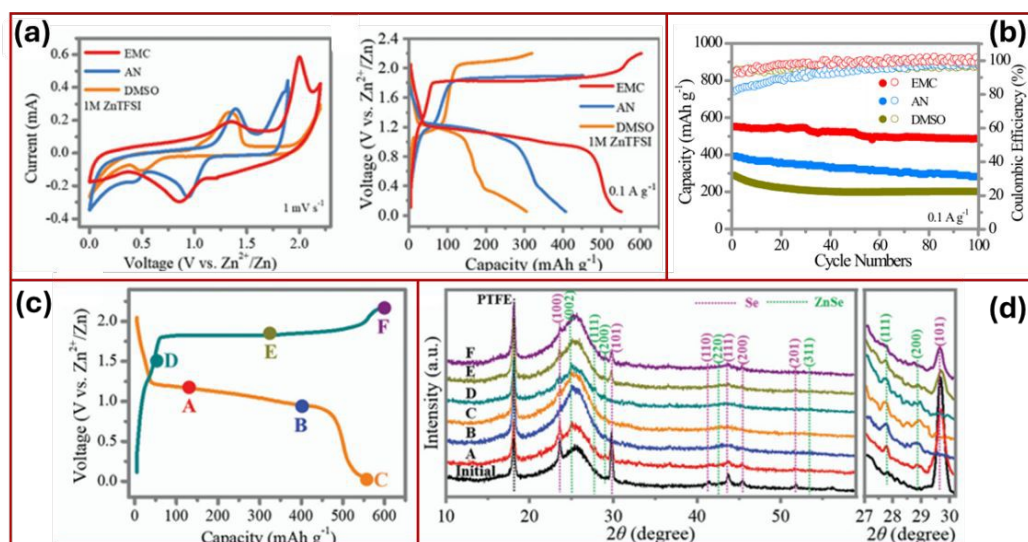 (a)
EMC
AN
DMSO
1M ZnTFSI
1 mV s⁻¹
Current (mA)
0.6
0.4
0.2
0.0
-0.2
-0.4
0.0 0.5 1.0 1.5 2.0
Voltage (V vs. Zn²⁺/Zn)
EMC
AN
DMSO
1M ZnTFSI
0.1 A g⁻¹
Voltage (V vs. Zn²⁺/Zn)
2.4
2.0
1.6
1.2
0.8
0.4
0.0
0 100 200 300 400 500 600
Capacity (mAh g⁻¹)
(b)
EMC
AN
DMSO
0.1 A g⁻¹
Capacity (mAh g⁻¹)
1000
800
600
400
200
0
Coulombic Efficiency (%)
100
80
60
40
20
0
0 20 40 60 80 100
Cycle Numbers
(c)
F
E
D
A
B
C
Voltage (V vs. Zn²⁺/Zn)
2.0
1.5
1.0
0.5
0.0
0 100 200 300 400 500 600
Capacity (mAh g⁻¹)
(d)
Se ZnSe
PTFE
(100)
(002)
(111)
(200)
(101)
(110)
(220)
(111)
(200)
(201)
(311)
F
E
D
C
B
A
Initial
Intensity (a.u.)
10 20 30 40 50
2θ (degree)
(111)
(200)
(101)
27 28 29 30
2θ (degree)